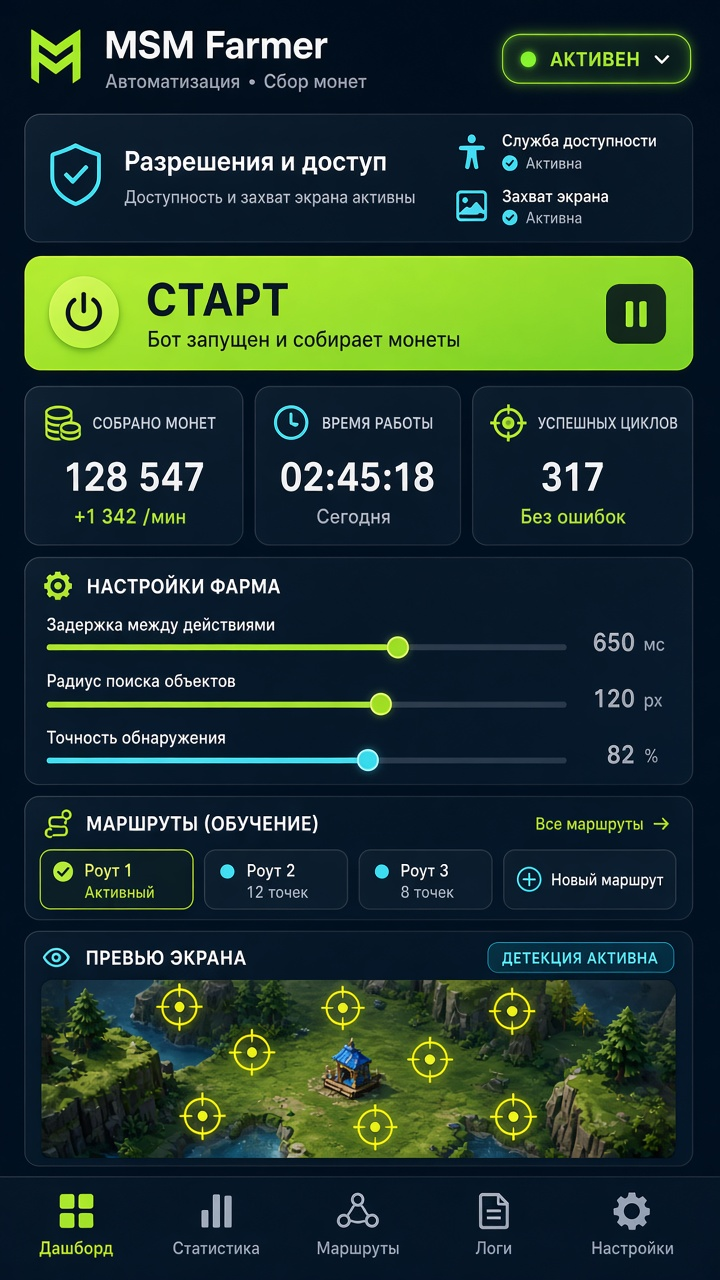 MSM Farmer
Автоматизация • Сбор монет
АКТИВЕН
Разрешения и доступ
Доступность и захват экрана активны
Служба доступности
Активна
Захват экрана
Активна
СТАРТ
Бот запущен и собирает монеты
СОБРАНО МОНЕТ
128 547
+1 342 /мин
ВРЕМЯ РАБОТЫ
02:45:18
Сегодня
УСПЕШНЫХ ЦИКЛОВ
317
Без ошибок
НАСТРОЙКИ ФАРМА
Задержка между действиями
650 мс
Радиус поиска объектов
120 px
Точность обнаружения
82 %
МАРШРУТЫ (ОБУЧЕНИЕ)
Все маршруты →
Роут 1
Активный
Роут 2
12 точек
Роут 3
8 точек
Новый маршрут
ПРЕВЬЮ ЭКРАНА
ДЕТЕКЦИЯ АКТИВНА
Дашборд
Статистика
Маршруты
Логи
Настройки